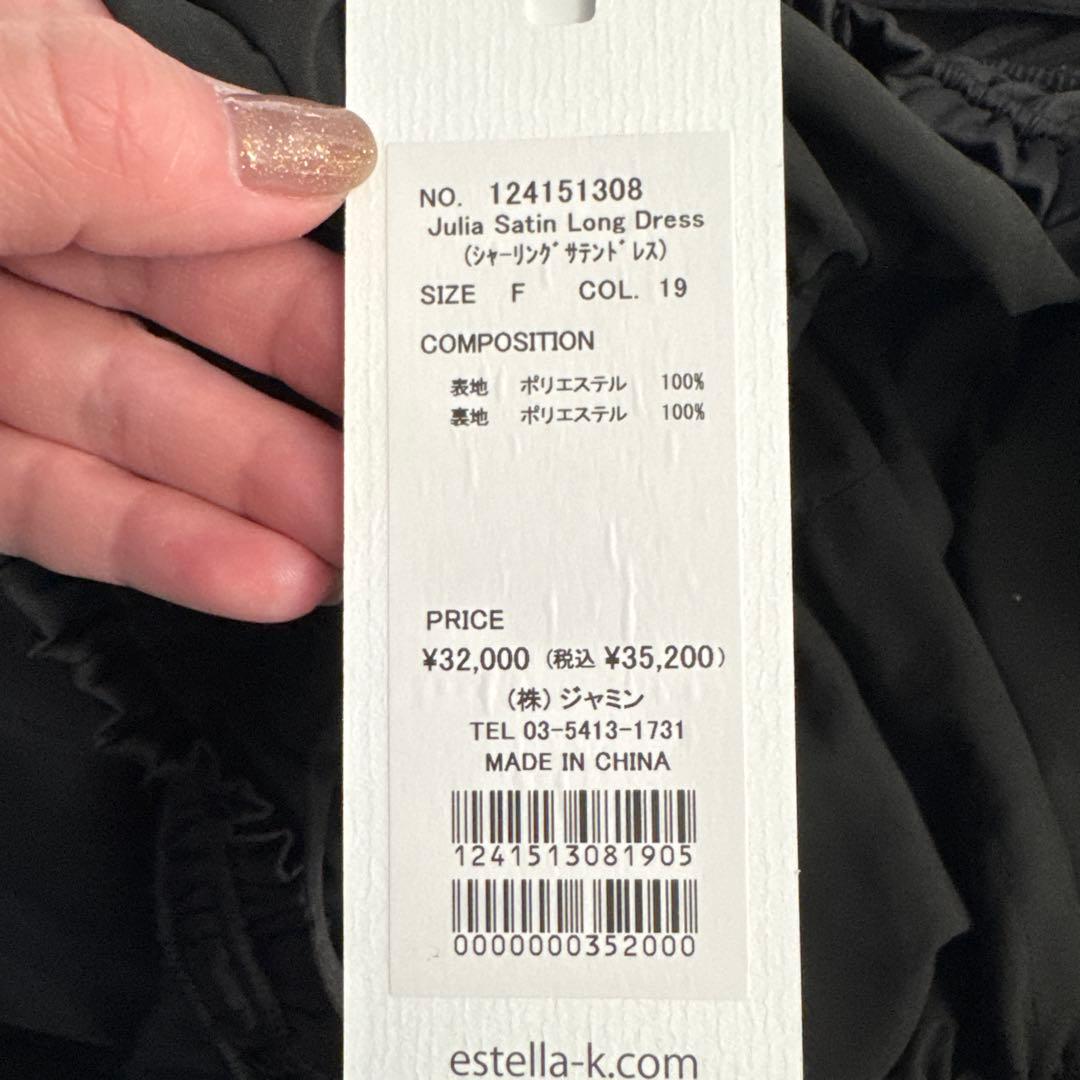 NO. 124151308
Julia Satin Long Dress
(ｼｬｰﾘﾝｸﾞｻﾃﾝﾄﾞﾚｽ)
SIZE F COL. 19
COMPOSITION
表地 ポリエステル 100%
裏地 ポリエステル 100%
PRICE
¥32,000 (税込 ¥35,200)
(株) ジャミン
TEL 03-5413-1731
MADE IN CHINA
1241513081905
0000000352000
estella-k.com